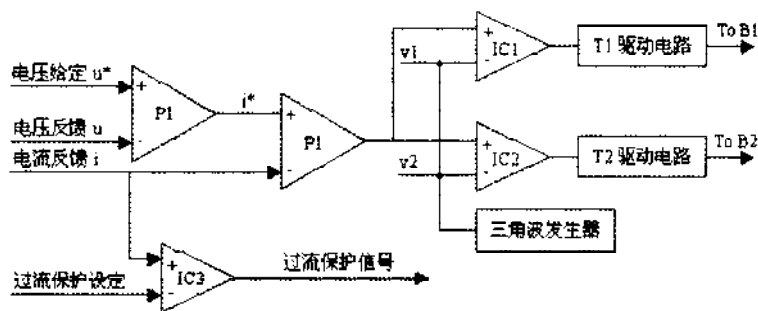 电压给定 u*
+
P1
-
电压反馈 u
电流反馈 i
i*
+
P1
-
v1
+
IC1
-
T1 驱动电路
To B1
v2
+
IC2
-
T2 驱动电路
To B2
三角波发生器
+
IC3
-
过流保护设定
过流保护信号